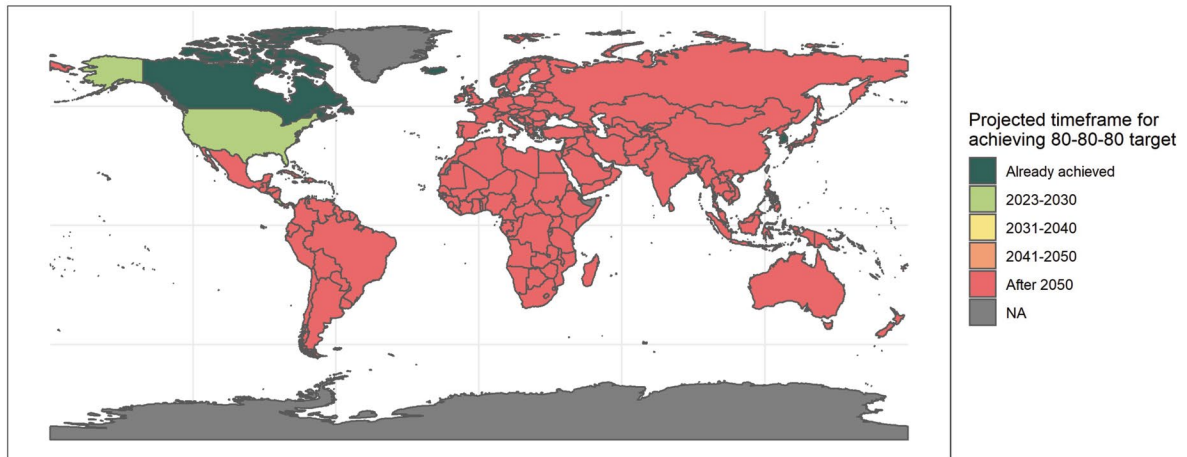 Projected timeframe for
achieving 80-80-80 target
Already achieved
2023-2030
2031-2040
2041-2050
After 2050
NA